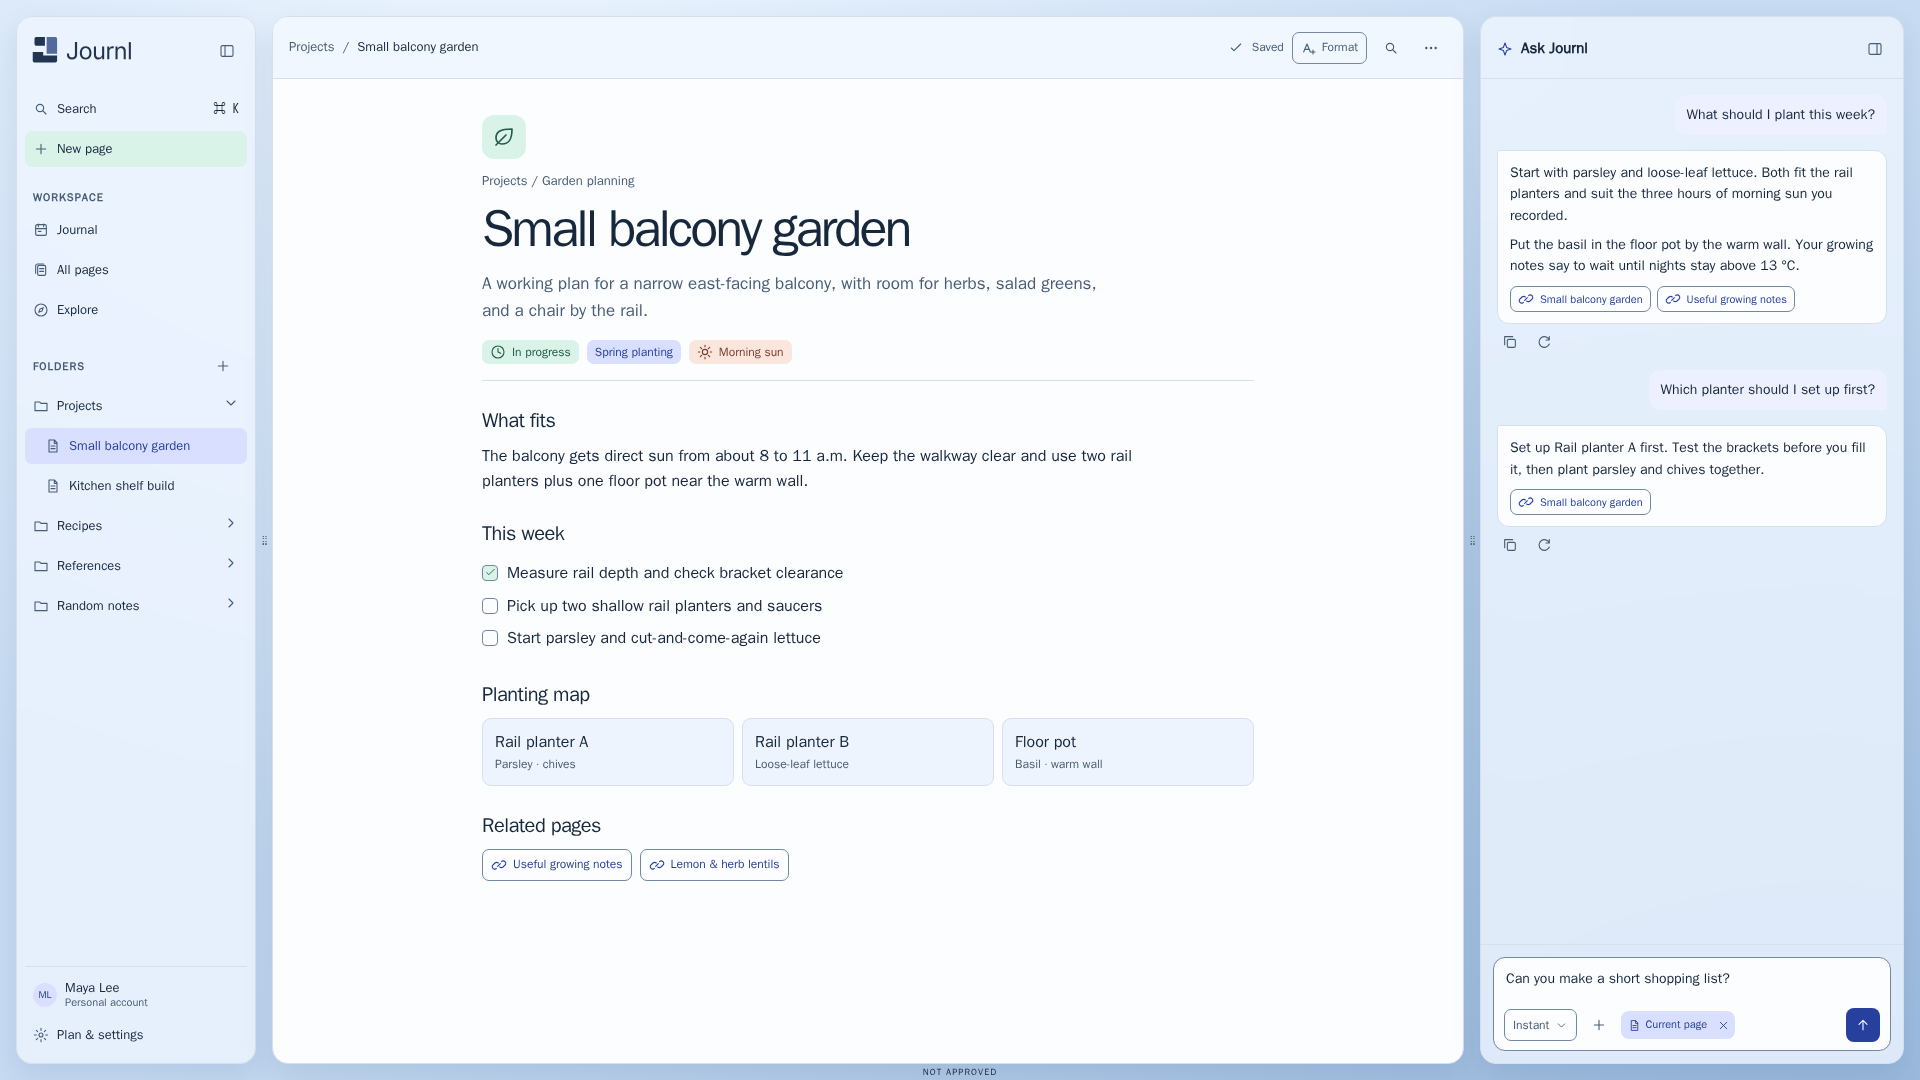 Journl
Search
⌘ K
New page
WORKSPACE
Journal
All pages
Explore
FOLDERS
Projects
Small balcony garden
Kitchen shelf build
Recipes
References
Random notes
ML
Maya Lee
Personal account
Plan & settings
Projects / Small balcony garden
Saved
Format
Projects / Garden planning
Small balcony garden
A working plan for a narrow east-facing balcony, with room for herbs, salad greens,
and a chair by the rail.
In progress
Spring planting
Morning sun
What fits
The balcony gets direct sun from about 8 to 11 a.m. Keep the walkway clear and use two rail
planters plus one floor pot near the warm wall.
This week
Measure rail depth and check bracket clearance
Pick up two shallow rail planters and saucers
Start parsley and cut-and-come-again lettuce
Planting map
Rail planter A
Parsley · chives
Rail planter B
Loose-leaf lettuce
Floor pot
Basil · warm wall
Related pages
Useful growing notes
Lemon & herb lentils
Ask Journl
What should I plant this week?
Start with parsley and loose-leaf lettuce. Both fit the rail
planters and suit the three hours of morning sun you
recorded.
Put the basil in the floor pot by the warm wall. Your growing
notes say to wait until nights stay above 13 °C.
Small balcony garden
Useful growing notes
Which planter should I set up first?
Set up Rail planter A first. Test the brackets before you fill
it, then plant parsley and chives together.
Small balcony garden
Can you make a short shopping list?
Instant
Current page
NOT APPROVED